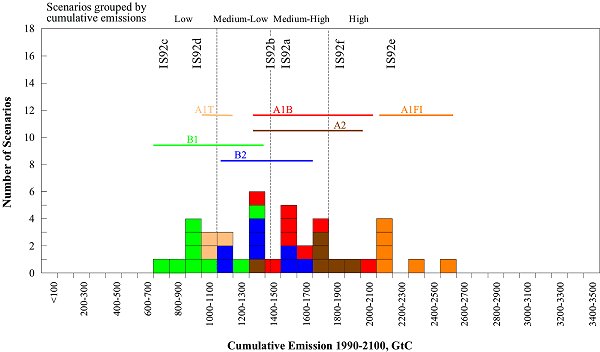 Scenarios grouped by
cumulative emissions
Low Medium-Low Medium-High High
18
16
14
12
10
8
6
4
2
0
Number of Scenarios
IS92c
IS92d
IS92b
IS92a
IS92f
IS92e
A1T
A1B
A1FI
A2
B1
B2
<100
200-300
400-500
600-700
800-900
1000-1100
1200-1300
1400-1500
1600-1700
1800-1900
2000-2100
2200-2300
2400-2500
2600-2700
2800-2900
3000-3100
3200-3300
3400-3500
Cumulative Emission 1990-2100, GtC